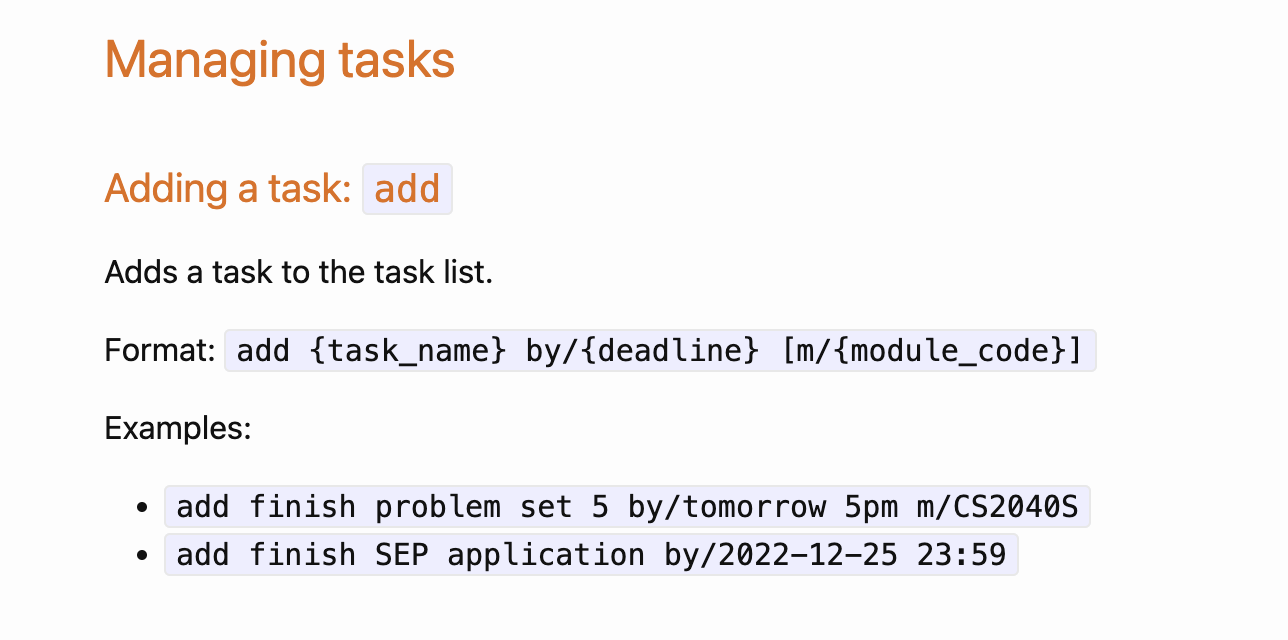 Managing tasks
Adding a task: add
Adds a task to the task list.
Format: add {task_name} by/{deadline} [m/{module_code}]
Examples:
• add finish problem set 5 by/tomorrow 5pm m/CS2040S
• add finish SEP application by/2022-12-25 23:59